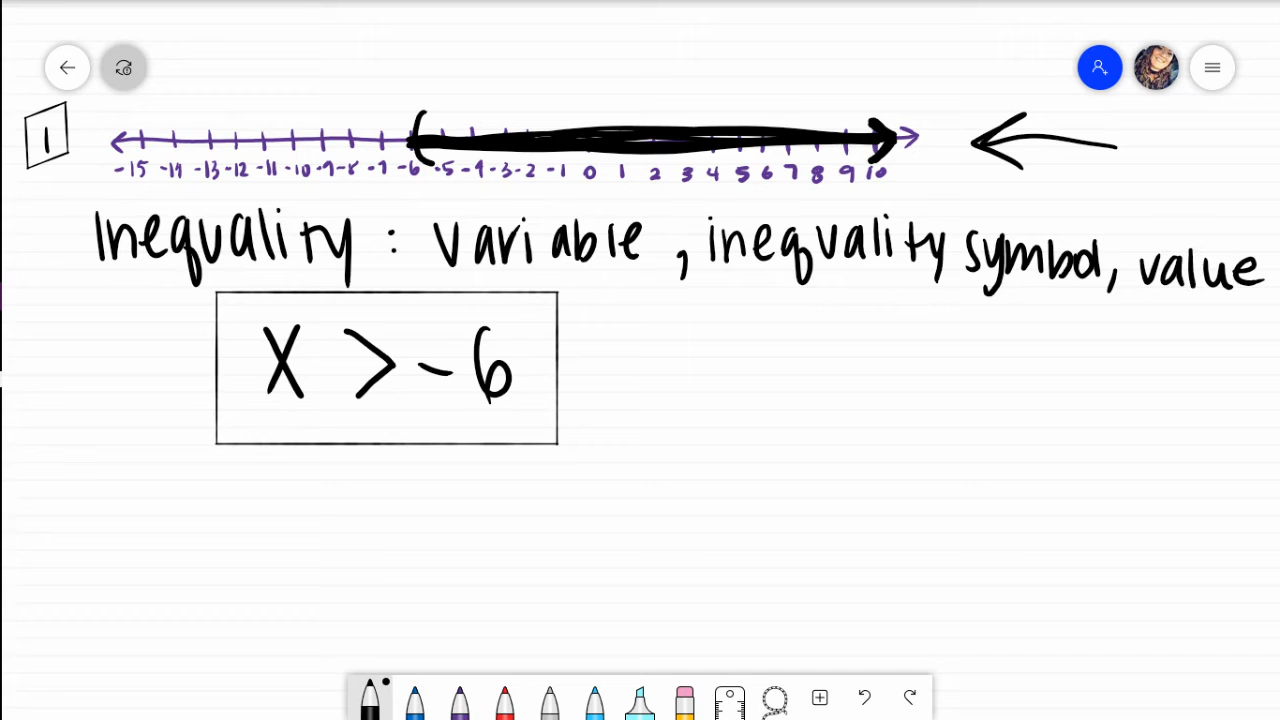 1
-15 -14 -13 -12 -11 -10 -9 -8 -7 -6 -5 -4 -3 -2 -1 0 1 2 3 4 5 6 7 8 9 10
Inequality : variable , inequality symbol, value
X > - 6